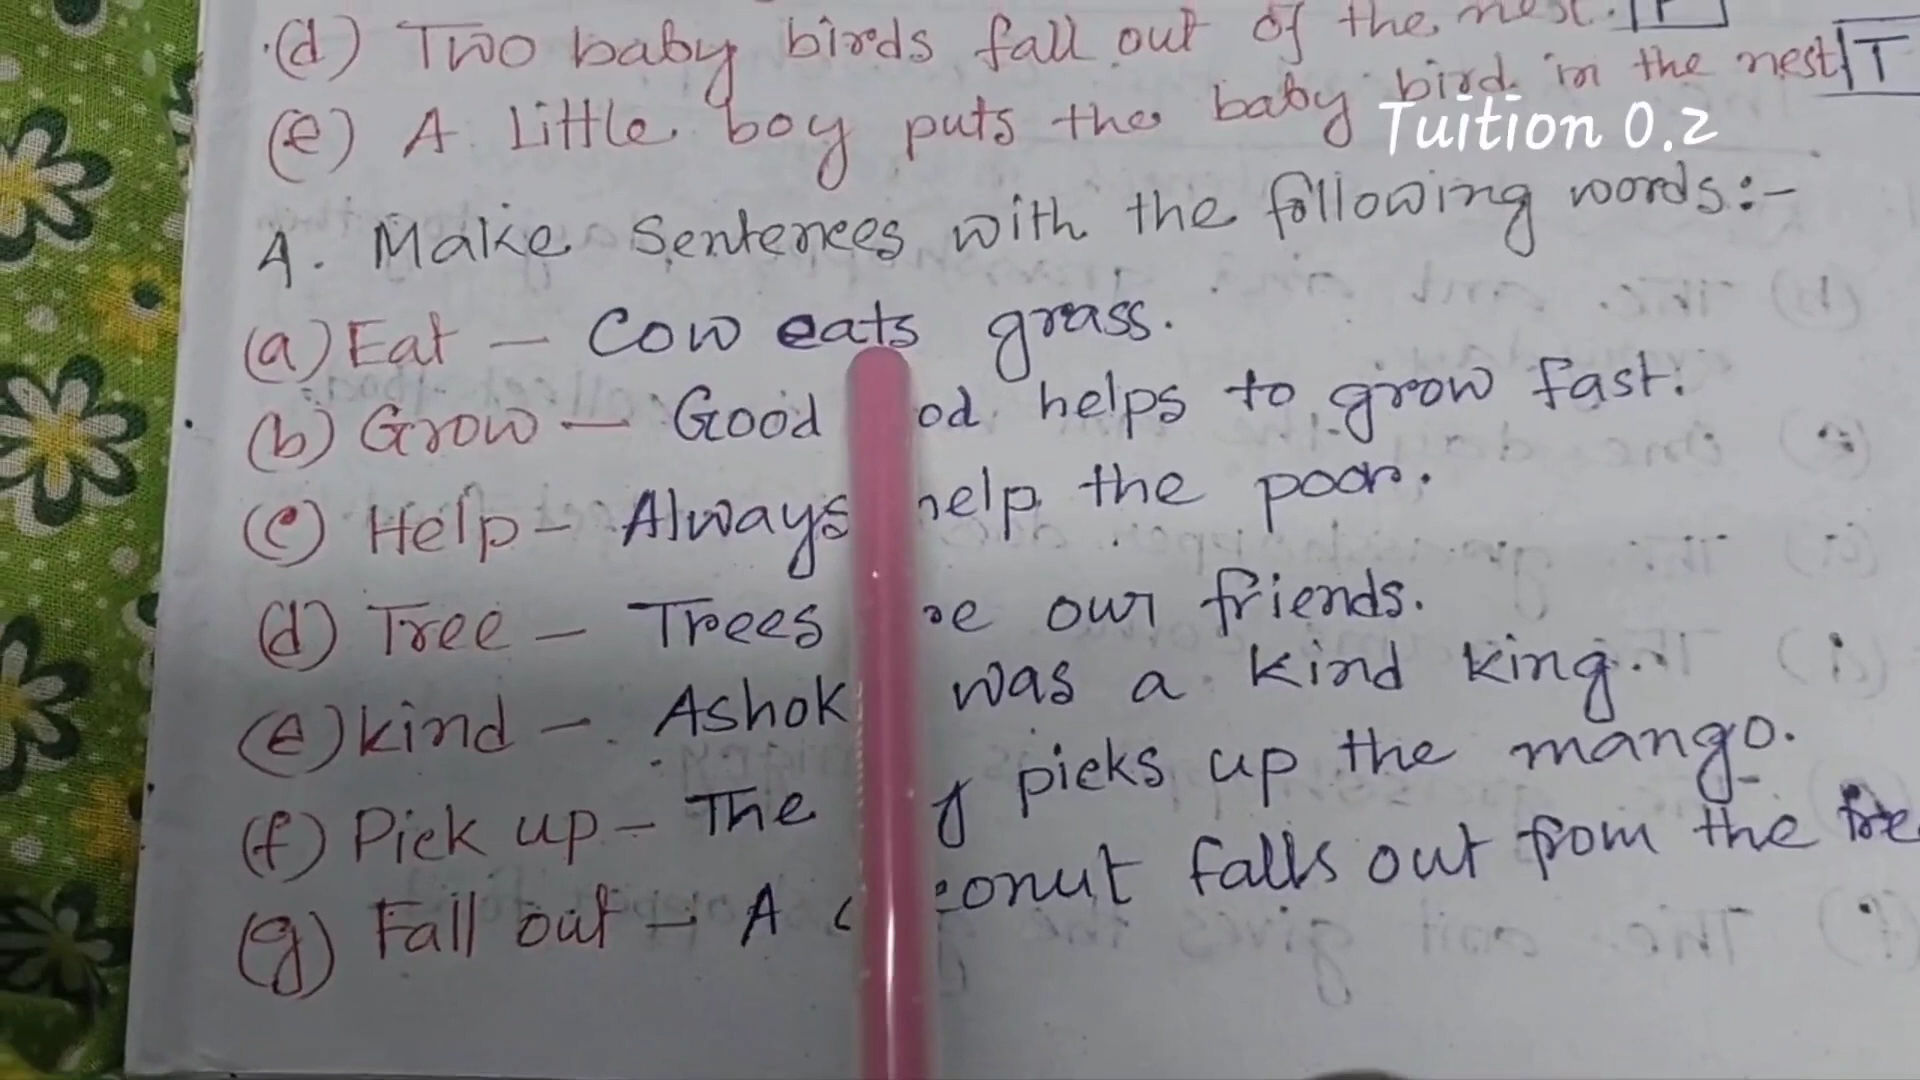 (d) Two baby birds fall out of the nest.
(e) A Little boy puts the baby bird in the nest T
Tuition 0.2
A. Make Sentences with the following words:-
(a) Eat - Cow eats grass.
(b) Grow - Good helps to grow fast.
(c) Help - Always help the poor.
(d) Tree - Trees our friends.
(e) kind - Ashok was a kind king.
(f) Pick up - The picks up the mango.
(g) Fall out - A falls out from the